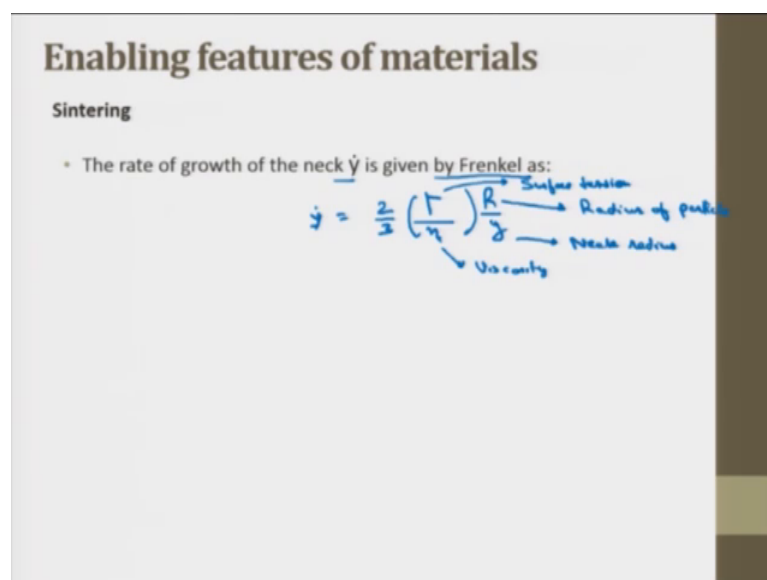 Enabling features of materials
Sintering
• The rate of growth of the neck ẏ is given by Frenkel as:
Surface tension
ẏ = 2/3 (Γ/η) R/y
Radius of particle
Neck radius
Viscosity